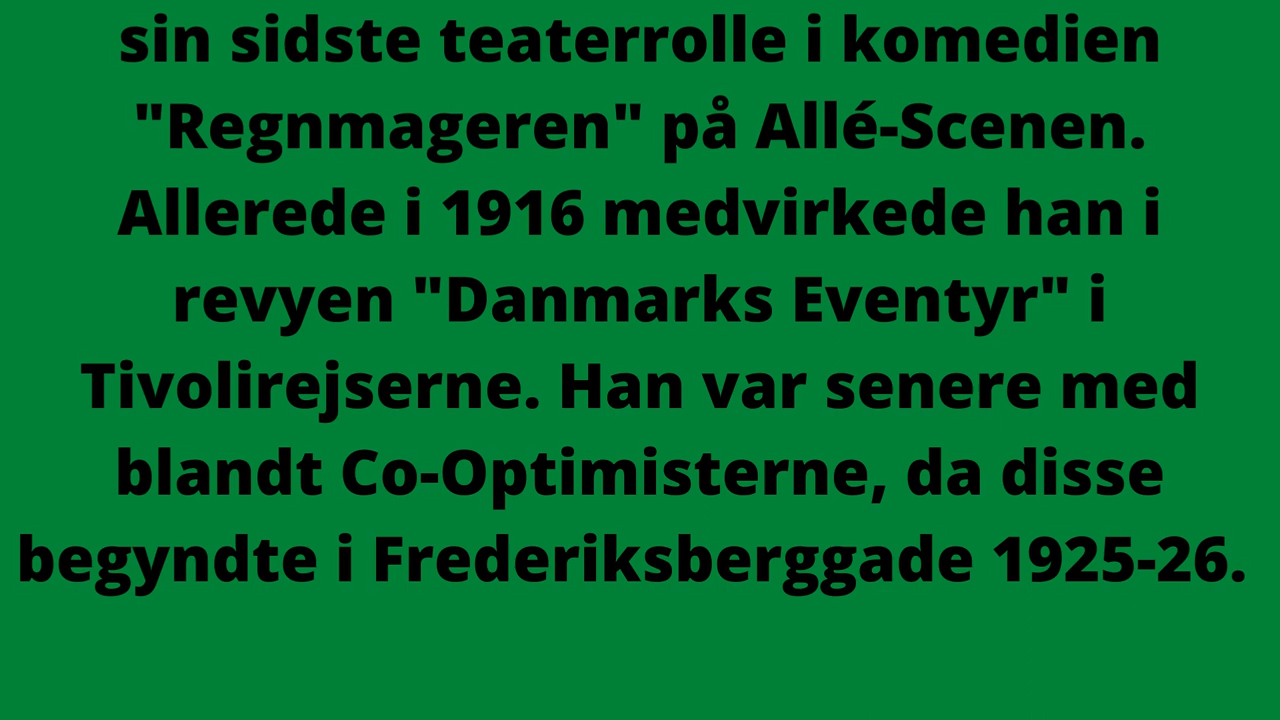 sin sidste teaterrolle i komedien
"Regnmageren" på Allé-Scenen.
Allerede i 1916 medvirkede han i
revyen "Danmarks Eventyr" i
Tivolirejserne. Han var senere med
blandt Co-Optimisterne, da disse
begyndte i Frederiksberggade 1925-26.